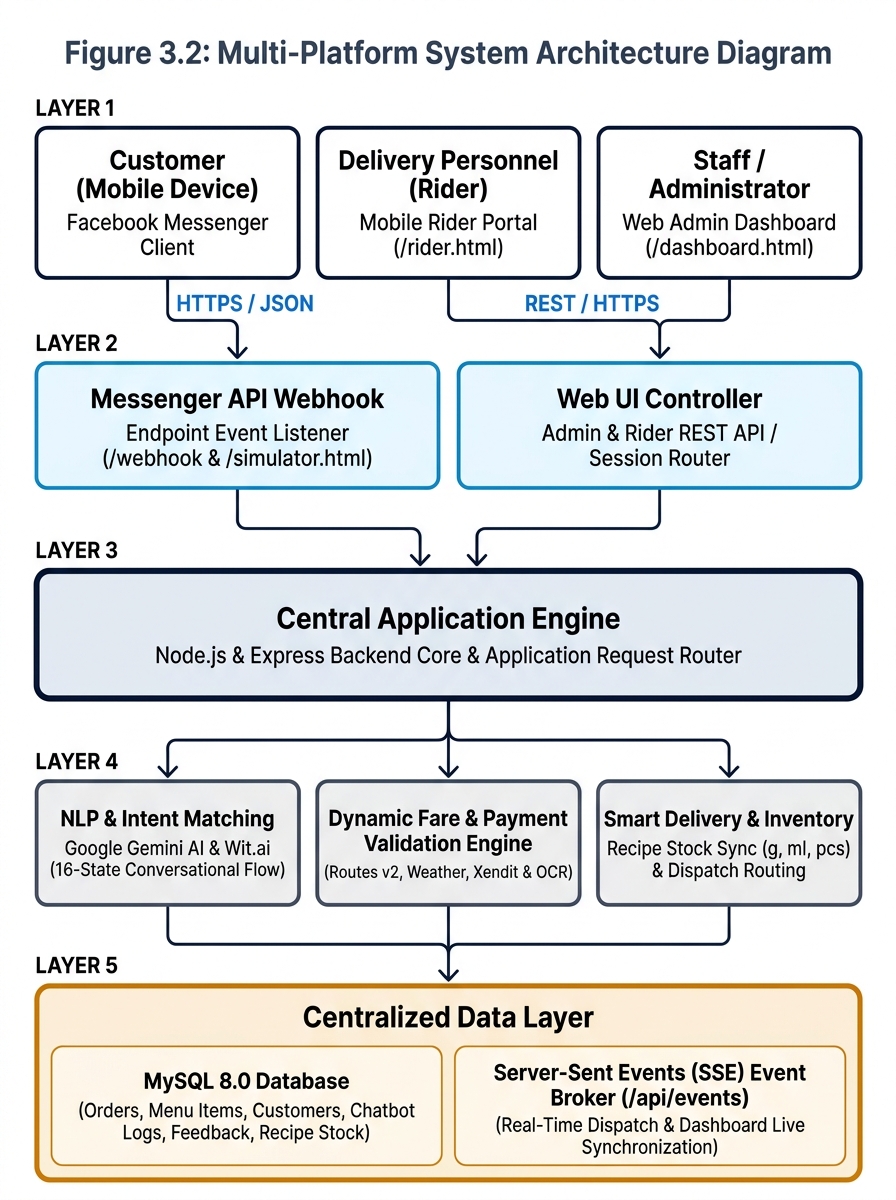 Figure 3.2: Multi-Platform System Architecture Diagram
LAYER 1
Customer
(Mobile Device)
Facebook Messenger
Client
Delivery Personnel
(Rider)
Mobile Rider Portal
(/rider.html)
Staff /
Administrator
Web Admin Dashboard
(/dashboard.html)
HTTPS / JSON
REST / HTTPS
LAYER 2
Messenger API Webhook
Endpoint Event Listener
(/webhook & /simulator.html)
Web UI Controller
Admin & Rider REST API /
Session Router
LAYER 3
Central Application Engine
Node.js & Express Backend Core & Application Request Router
LAYER 4
NLP & Intent Matching
Google Gemini AI & Wit.ai
(16-State Conversational Flow)
Dynamic Fare & Payment
Validation Engine
(Routes v2, Weather, Xendit & OCR)
Smart Delivery & Inventory
Recipe Stock Sync (g, ml, pcs)
& Dispatch Routing
LAYER 5
Centralized Data Layer
MySQL 8.0 Database
(Orders, Menu Items, Customers, Chatbot
Logs, Feedback, Recipe Stock)
Server-Sent Events (SSE) Event
Broker (/api/events)
(Real-Time Dispatch & Dashboard Live
Synchronization)